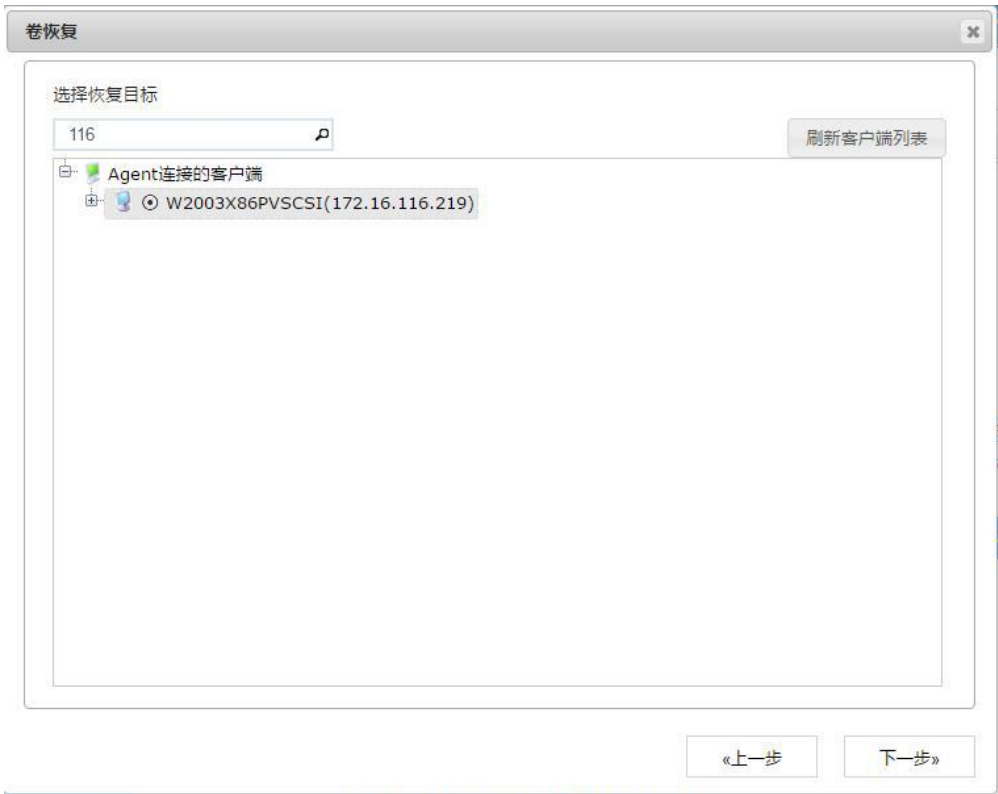 卷恢复
选择恢复目标
116
刷新客户端列表
Agent连接的客户端
W2003X86PVSCSI(172.16.116.219)
«上一步
下一步»